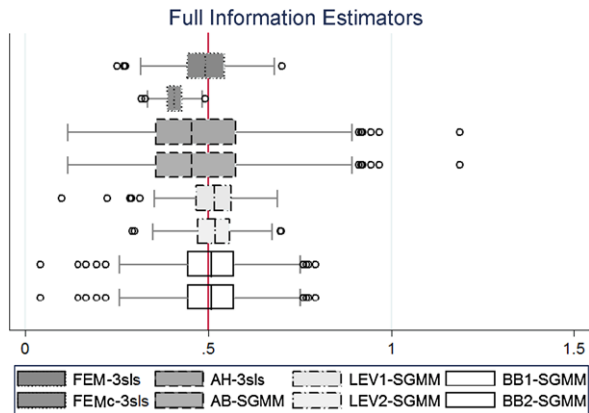 Full Information Estimators
0 .5 1 1.5
FEM-3sls AH-3sls LEV1-SGMM BB1-SGMM
FEMc-3sls AB-SGMM LEV2-SGMM BB2-SGMM